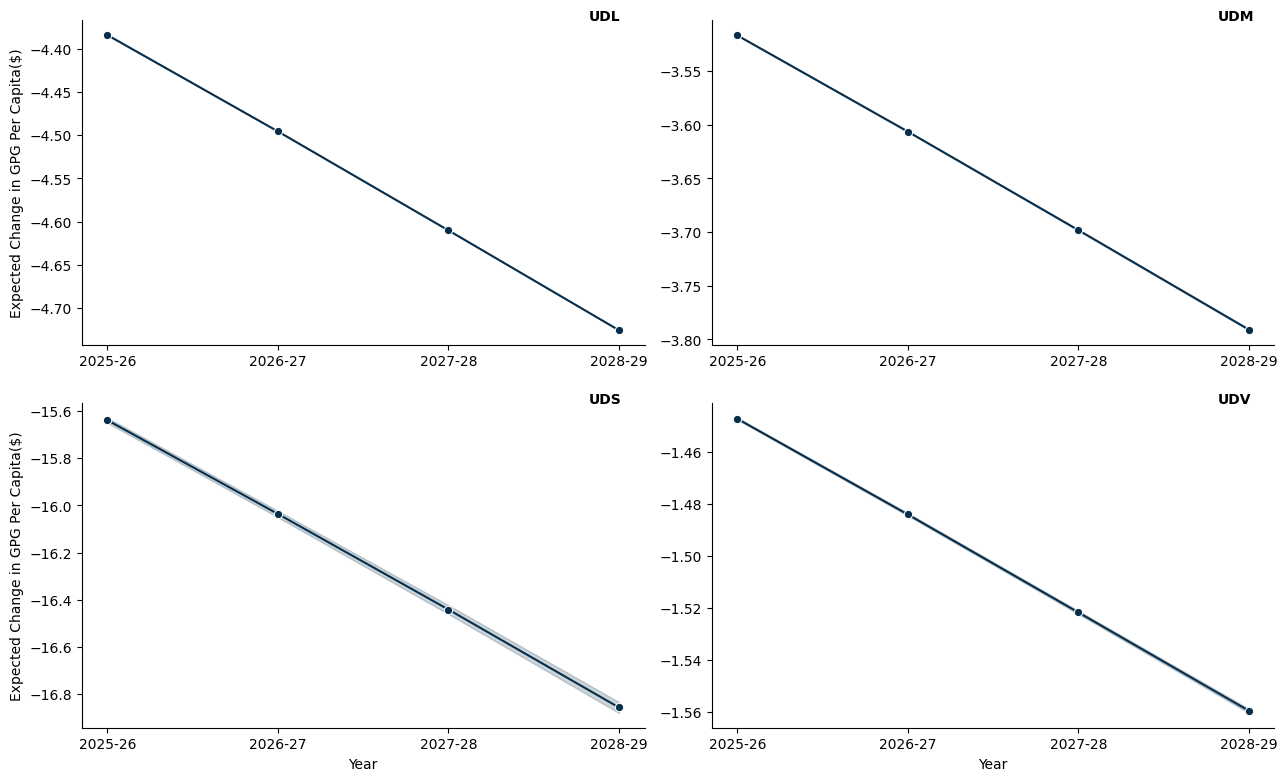 UDL
Expected Change in GPG Per Capita($)
−4.40
−4.45
−4.50
−4.55
−4.60
−4.65
−4.70
2025-26 2026-27 2027-28 2028-29
UDM
−3.55
−3.60
−3.65
−3.70
−3.75
−3.80
2025-26 2026-27 2027-28 2028-29
UDS
Expected Change in GPG Per Capita($)
−15.6
−15.8
−16.0
−16.2
−16.4
−16.6
−16.8
2025-26 2026-27 2027-28 2028-29
Year
UDV
−1.46
−1.48
−1.50
−1.52
−1.54
−1.56
2025-26 2026-27 2027-28 2028-29
Year